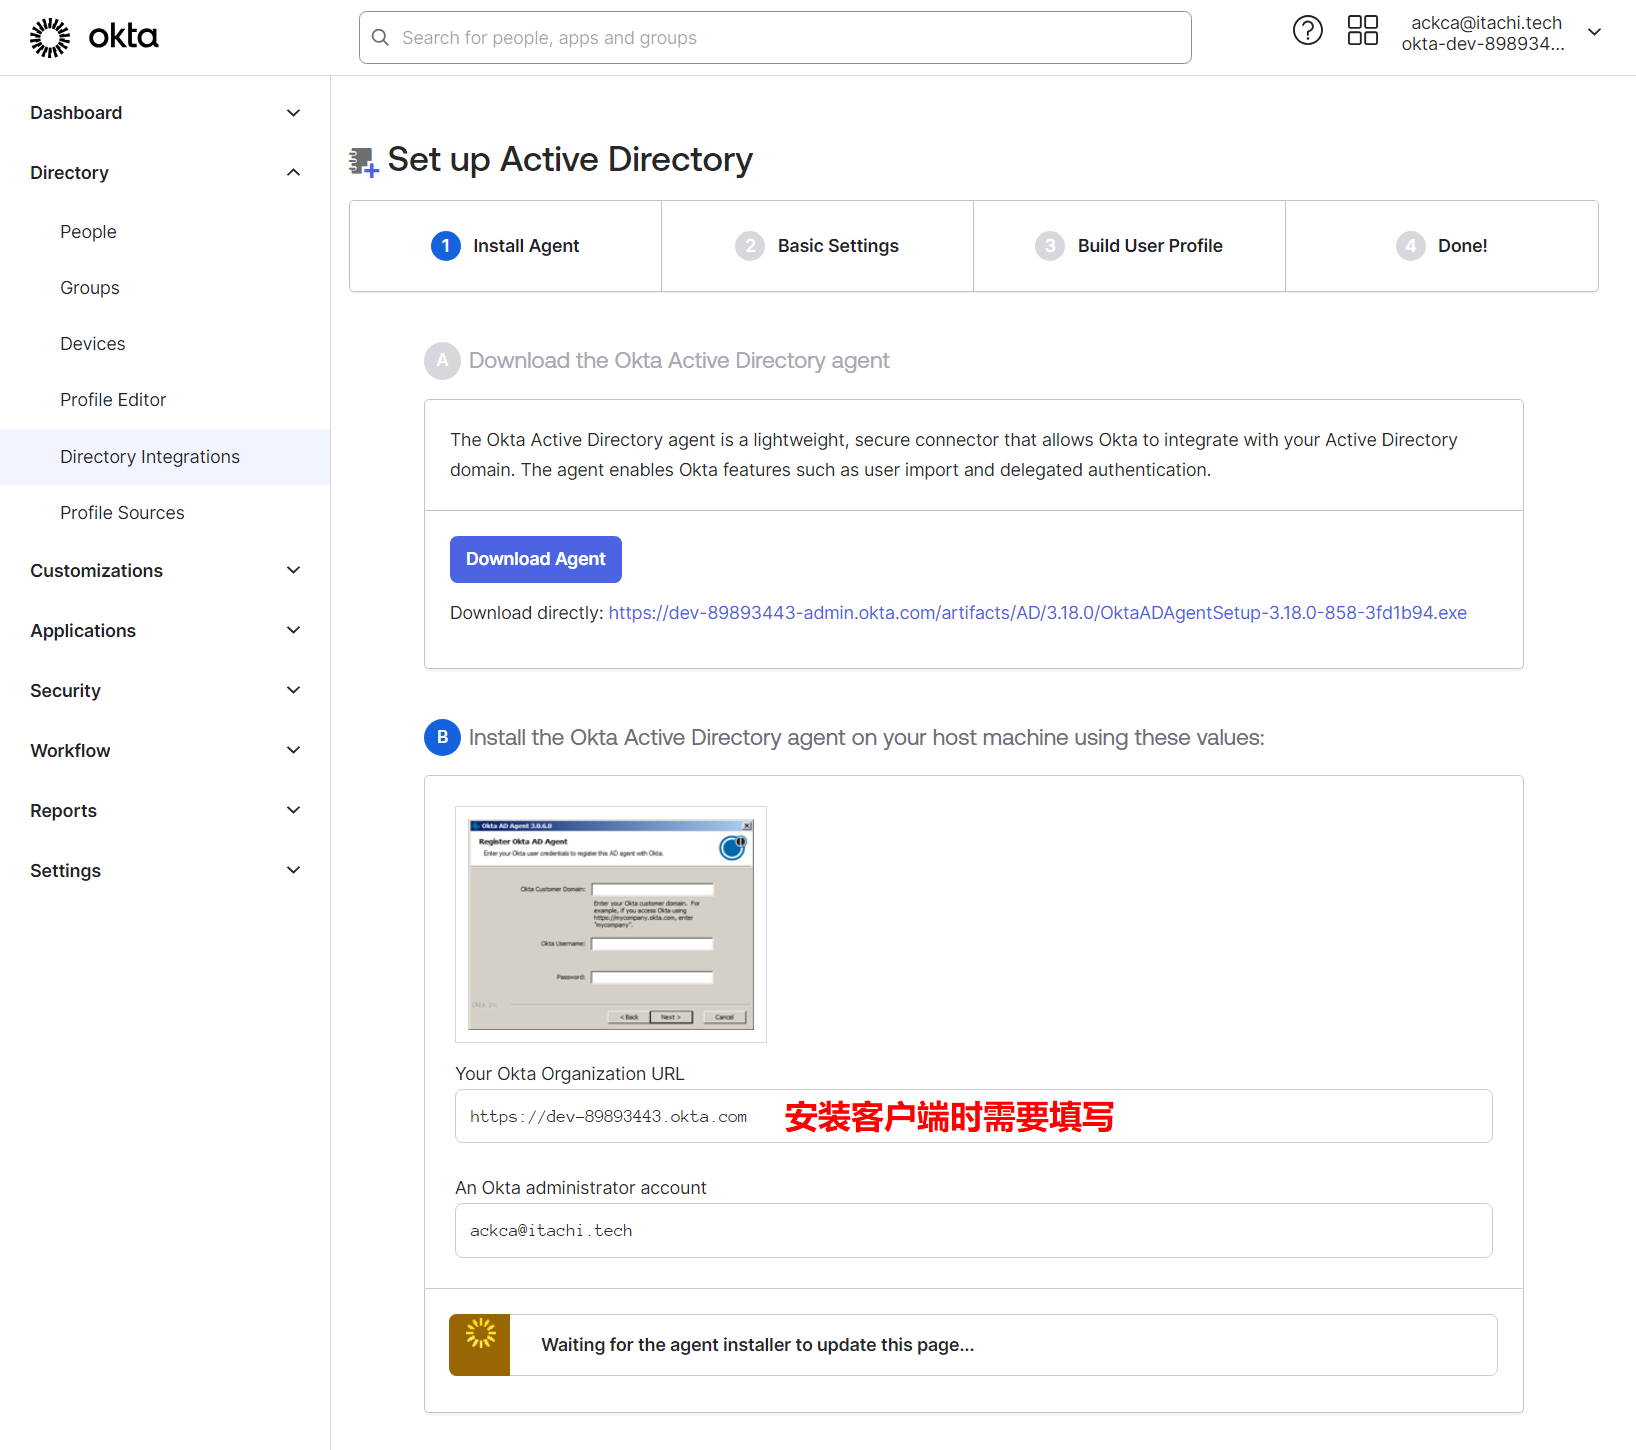 okta
Search for people, apps and groups
ackca@itachi.tech
okta-dev-898934...
Dashboard
Directory
People
Groups
Devices
Profile Editor
Directory Integrations
Profile Sources
Customizations
Applications
Security
Workflow
Reports
Settings
Set up Active Directory
1 Install Agent
2 Basic Settings
3 Build User Profile
4 Done!
A Download the Okta Active Directory agent
The Okta Active Directory agent is a lightweight, secure connector that allows Okta to integrate with your Active Directory
domain. The agent enables Okta features such as user import and delegated authentication.
Download Agent
Download directly: https://dev-89893443-admin.okta.com/artifacts/AD/3.18.0/OktaADAgentSetup-3.18.0-858-3fd1b94.exe
B Install the Okta Active Directory agent on your host machine using these values:
Okta AD Agent 3.0.6.0
Register Okta AD Agent
Enter your Okta user credentials to register this AD agent with Okta.
Okta Customer Domain:
Enter your Okta customer domain. For
example, if you access Okta using
https://mycompany.okta.com, enter
"mycompany".
Okta Username:
Password:
Okta, Inc
< Back
Next >
Cancel
Your Okta Organization URL
https://dev-89893443.okta.com 安装客户端时需要填写
An Okta administrator account
ackca@itachi.tech
Waiting for the agent installer to update this page...